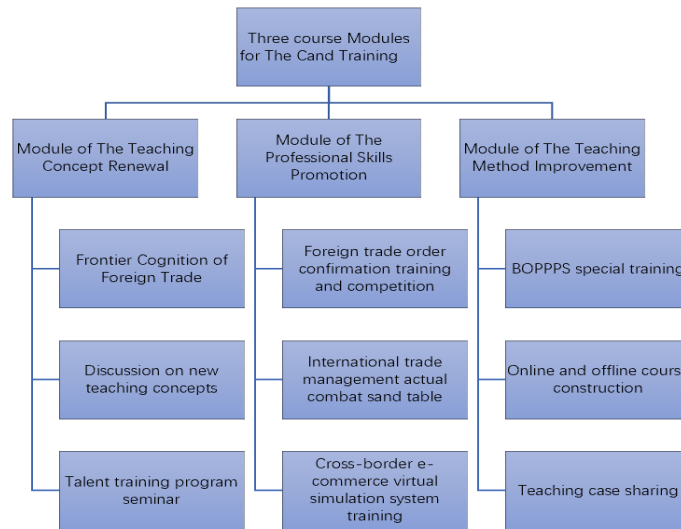 Three course Modules
for The Cand Training
Module of The Teaching
Concept Renewal
Module of The
Professional Skills
Promotion
Module of The Teaching
Method Improvement
Frontier Cognition of
Foreign Trade
Foreign trade order
confirmation training
and competition
BOPPPS special training
Discussion on new
teaching concepts
International trade
management actual
combat sand table
Online and offline cours
construction
Talent training program
seminar
Cross-border e-
commerce virtual
simulation system
training
Teaching case sharing